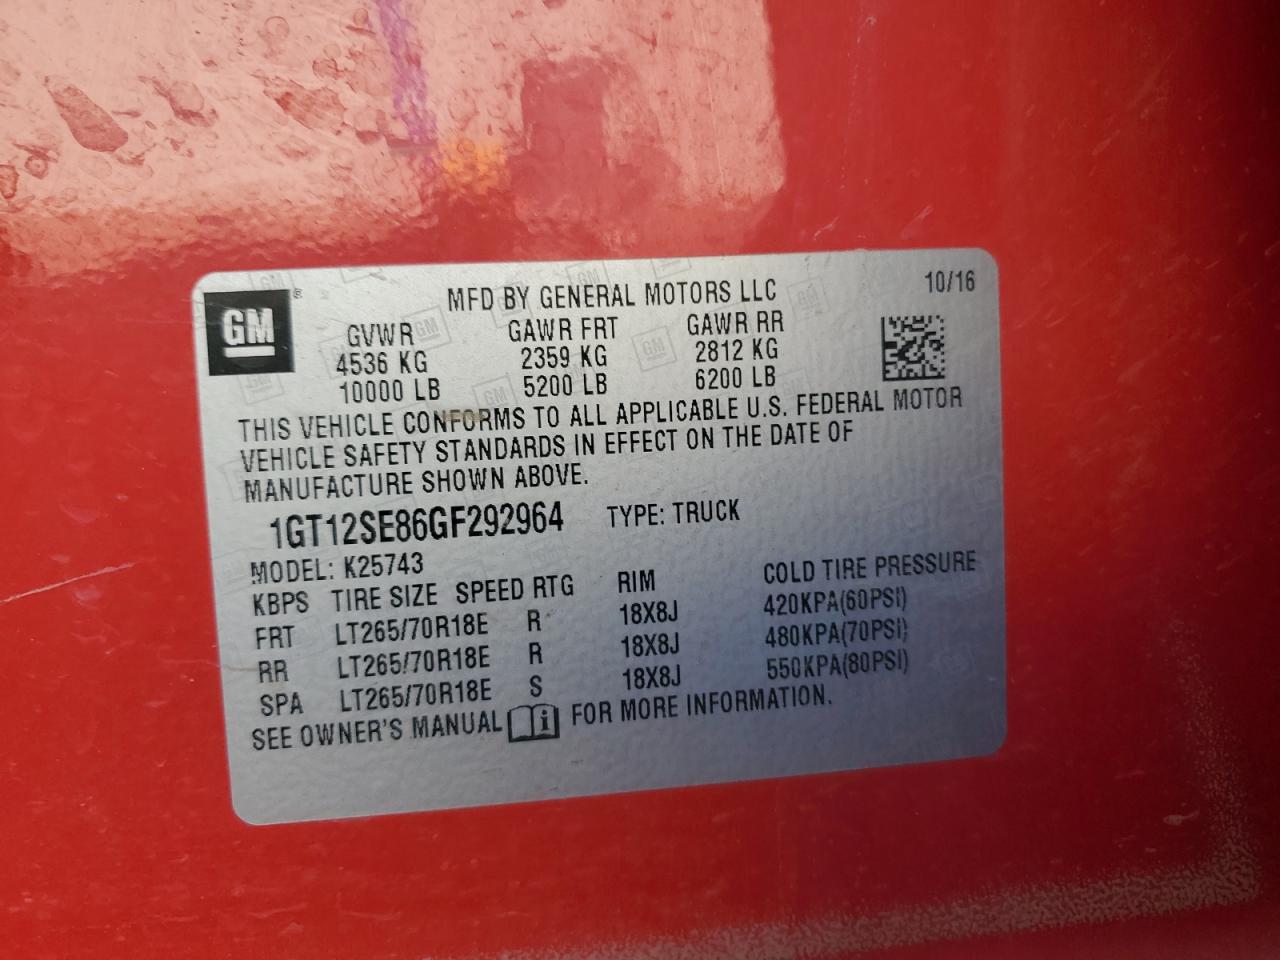 GM
MFD BY GENERAL MOTORS LLC 10/16
GVWR GAWR FRT GAWR RR
4536 KG 2359 KG 2812 KG
10000 LB 5200 LB 6200 LB
THIS VEHICLE CONFORMS TO ALL APPLICABLE U.S. FEDERAL MOTOR
VEHICLE SAFETY STANDARDS IN EFFECT ON THE DATE OF
MANUFACTURE SHOWN ABOVE.
1GT12SE86GF292964 TYPE: TRUCK
MODEL: K25743
KBPS TIRE SIZE SPEED RTG RIM COLD TIRE PRESSURE
FRT LT265/70R18E R 18X8J 420KPA(60PSI)
RR LT265/70R18E R 18X8J 480KPA(70PSI)
SPA LT265/70R18E S 18X8J 550KPA(80PSI)
SEE OWNER'S MANUAL i FOR MORE INFORMATION.